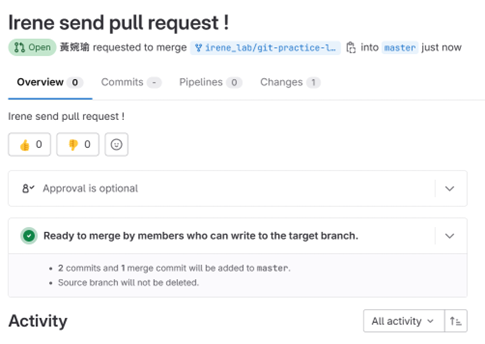 Irene send pull request !
Open 黃婉瑜 requested to merge irene_lab/git-practice-l… into master just now
Overview 0 Commits - Pipelines 0 Changes 1
Irene send pull request !
👍 0 👎 0
Approval is optional
Ready to merge by members who can write to the target branch.
• 2 commits and 1 merge commit will be added to master.
• Source branch will not be deleted.
Activity
All activity